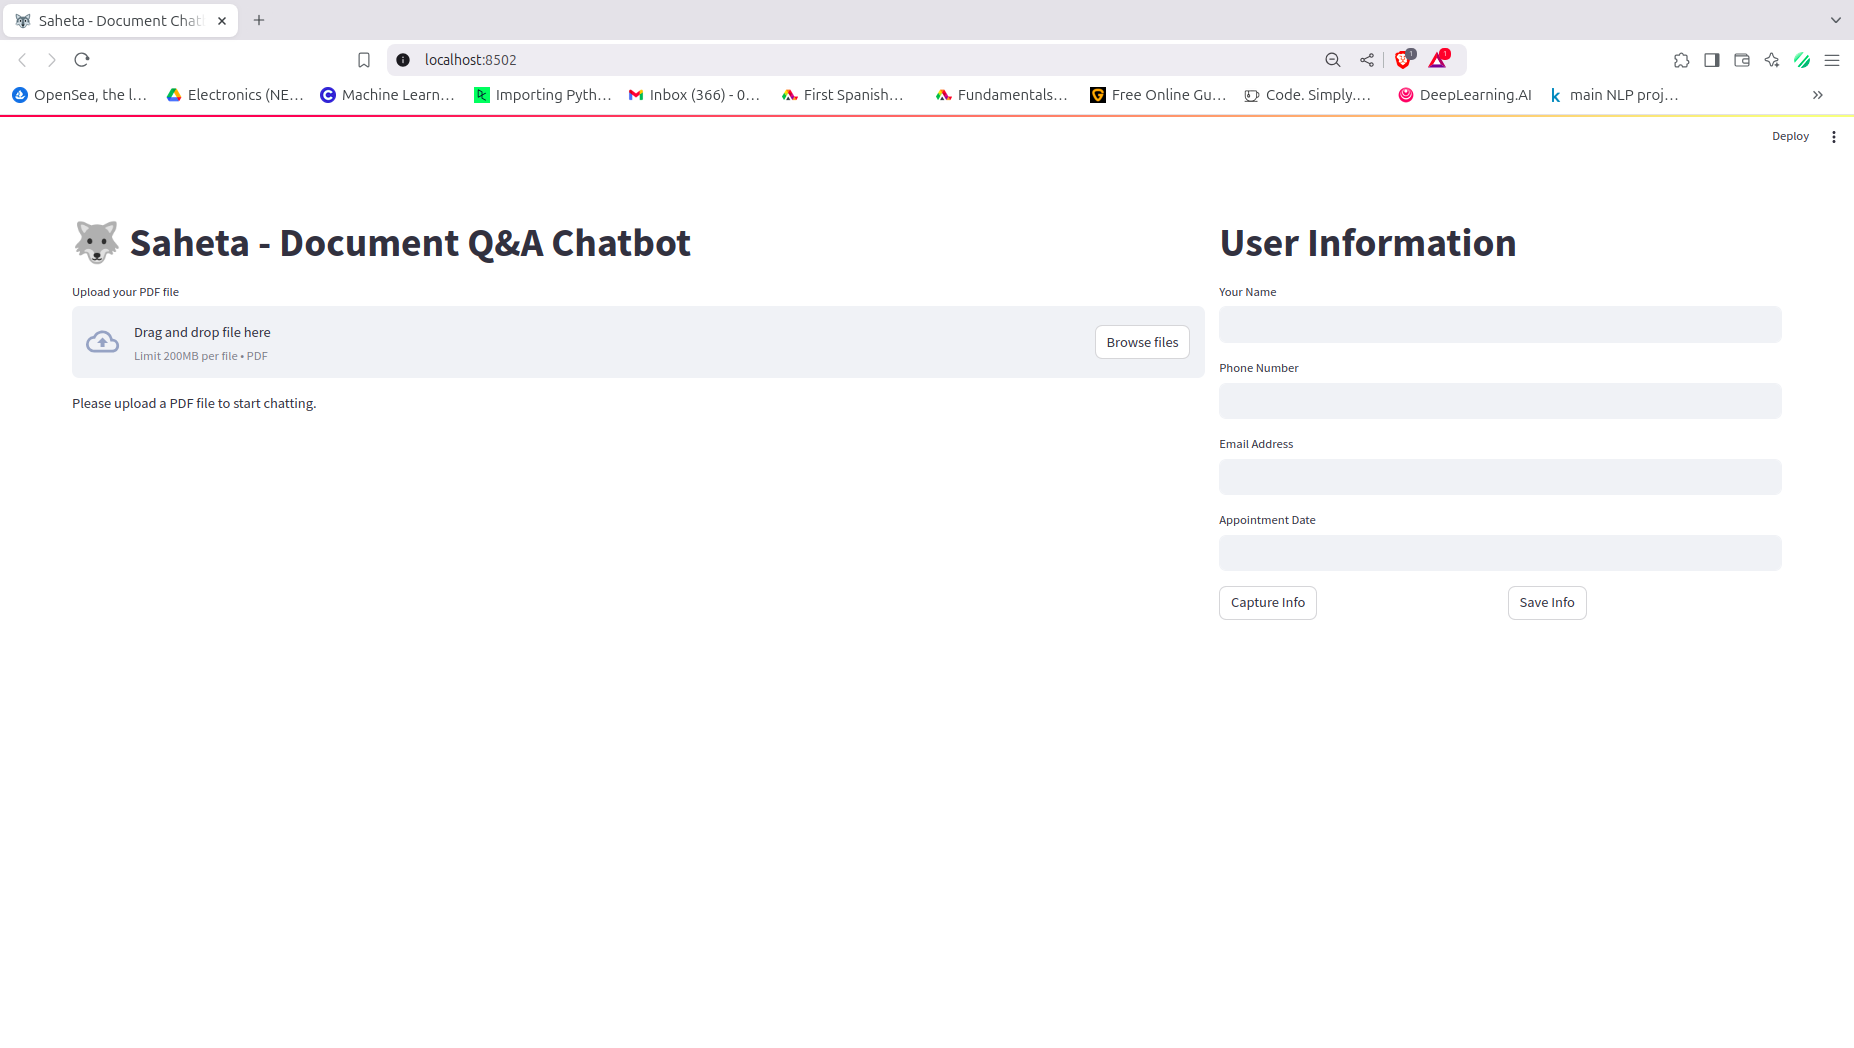 Saheta - Document Chat
localhost:8502
1
1
OpenSea, the l...
Electronics (NE...
Machine Learn...
Importing Pyth...
Inbox (366) - 0...
First Spanish...
Fundamentals...
Free Online Gu...
Code. Simply....
DeepLearning.AI
main NLP proj...
Deploy
Saheta - Document Q&A Chatbot
Upload your PDF file
Drag and drop file here
Limit 200MB per file • PDF
Browse files
Please upload a PDF file to start chatting.
User Information
Your Name
Phone Number
Email Address
Appointment Date
Capture Info
Save Info